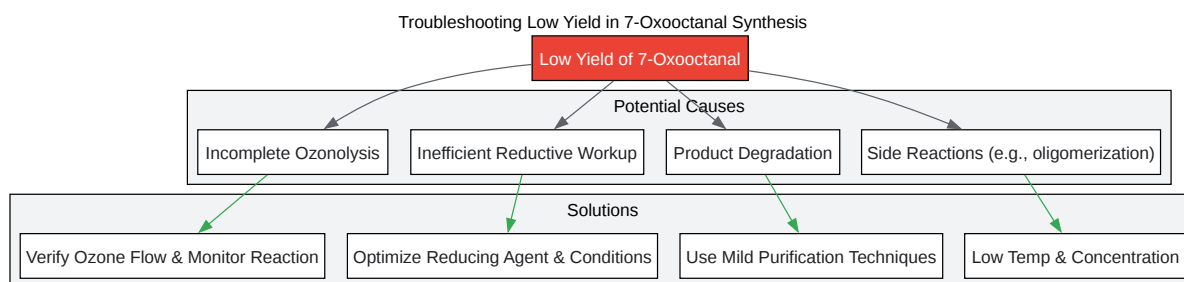 Troubleshooting Low Yield in 7-Oxooctanal Synthesis
Low Yield of 7-Oxooctanal
Potential Causes
Incomplete Ozonolysis
Inefficient Reductive Workup
Product Degradation
Side Reactions (e.g., oligomerization)
Solutions
Verify Ozone Flow & Monitor Reaction
Optimize Reducing Agent & Conditions
Use Mild Purification Techniques
Low Temp & Concentration